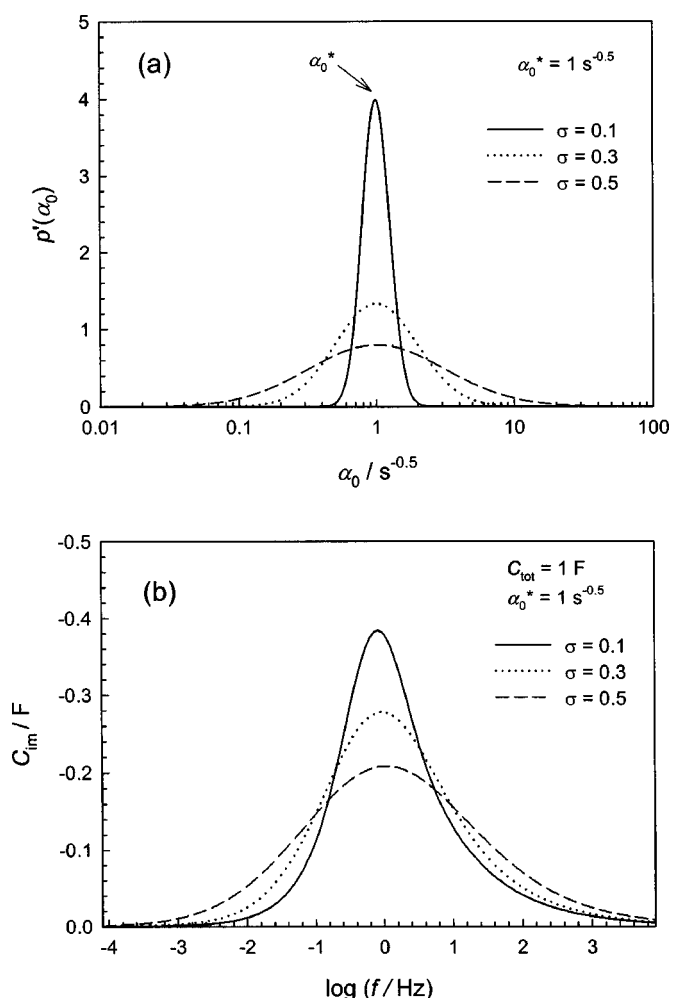 (a)
α₀*
α₀* = 1 s⁻⁰·⁵
σ = 0.1
σ = 0.3
σ = 0.5
p'(α₀)
5
4
3
2
1
0
0.01 0.1 1 10 100
α₀ / s⁻⁰·⁵
(b)
C_tot = 1 F
α₀* = 1 s⁻⁰·⁵
σ = 0.1
σ = 0.3
σ = 0.5
C_im / F
-0.5
-0.4
-0.3
-0.2
-0.1
0.0
-4 -3 -2 -1 0 1 2 3
log (f / Hz)